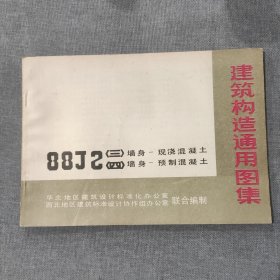 建筑构造通用图集
88J2(三)墙身-现浇混凝土
(四)墙身-预制混凝土
华北地区建筑设计标准化办公室
西北地区建筑标准设计协作组办公室 联合编制